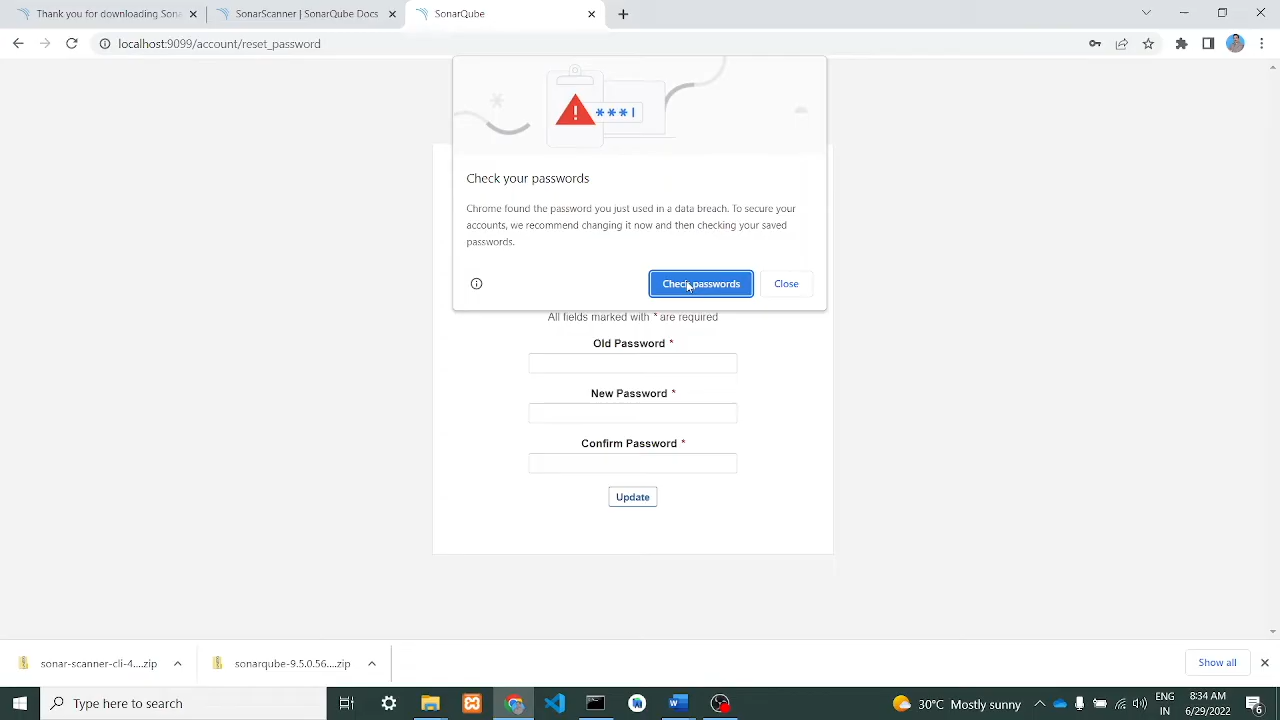 Thank you for downloading Sona
SonarScanner | SonarQube Docs
SonarQube
localhost:9099/account/reset_password
***|
Check your passwords
Chrome found the password you just used in a data breach. To secure your
accounts, we recommend changing it now and then checking your saved
passwords.
Check passwords
Close
All fields marked with * are required
Old Password *
New Password *
Confirm Password *
Update
sonar-scanner-cli-4....zip
sonarqube-9.5.0.56....zip
Show all
Type here to search
30°C Mostly sunny
ENG
IN
8:34 AM
6/29/2022
6